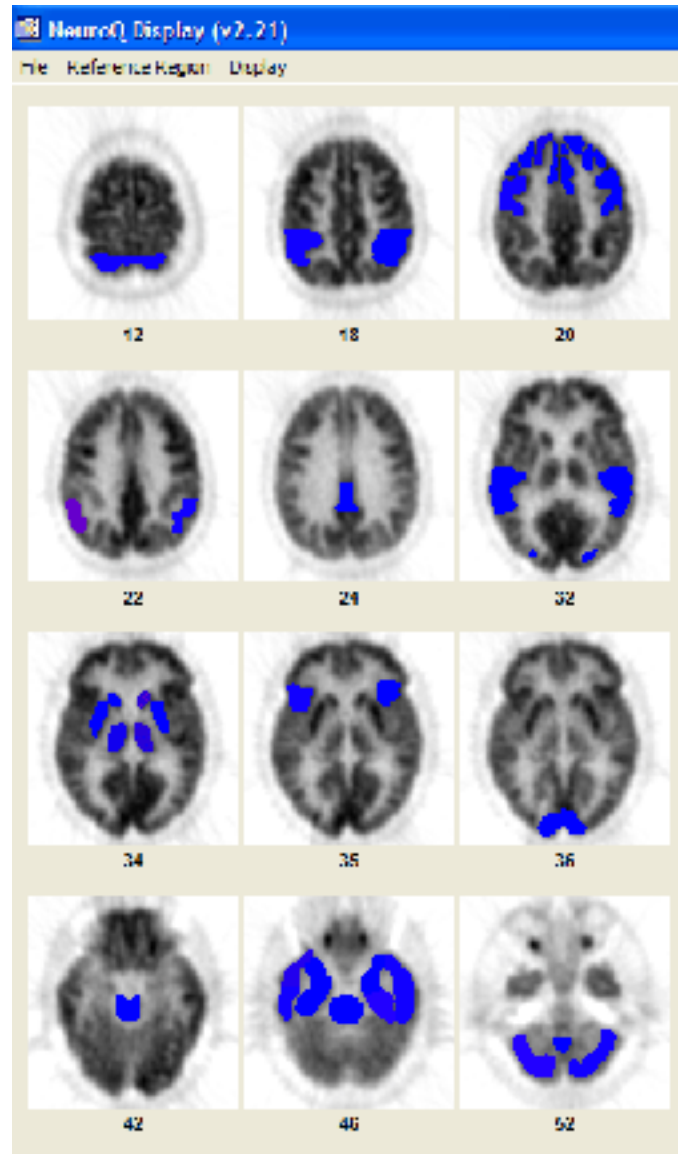 NeuroQ Display (v2.21)
File Reference Region Display
12 18 20
22 24 32
34 35 36
42 46 52